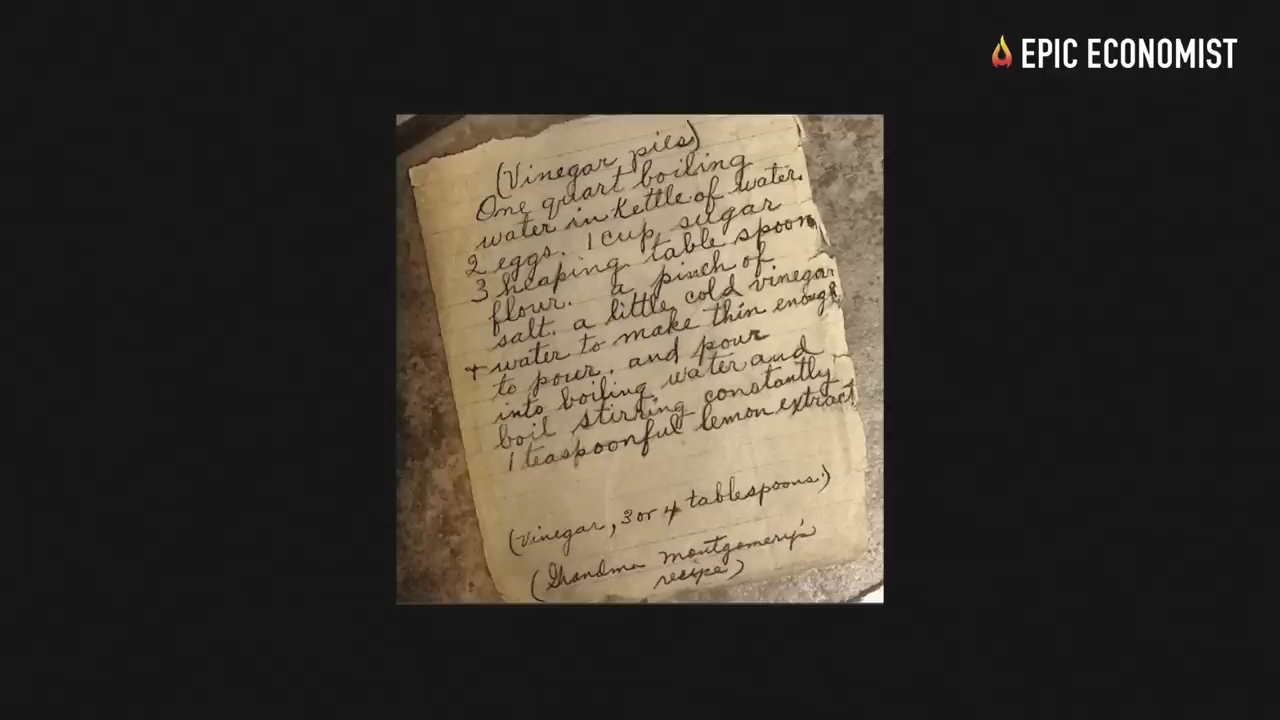 EPIC ECONOMIST
(Vinegar pies)
One quart boiling
water in kettle of water.
2 eggs. 1 cup sugar
3 heaping table spoon
flour. a pinch of
salt. a little cold vinegar
+ water to make thin enough
to pour. and pour
into boiling water and
boil stirring constantly
1 teaspoonful lemon extract
(Vinegar, 3 or 4 tablespoons.)
(Grandma Montgomery's
recipe)